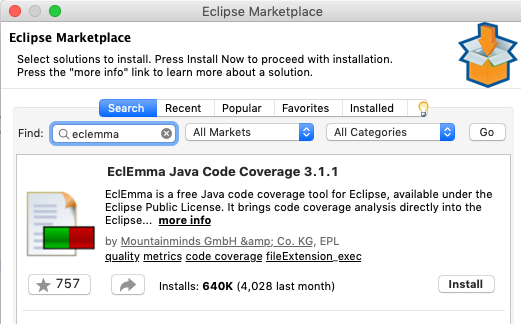 Eclipse Marketplace
Eclipse Marketplace
Select solutions to install. Press Install Now to proceed with installation.
Press the "more info" link to learn more about a solution.
Search Recent Popular Favorites Installed
Find: eclemma All Markets All Categories Go
EclEmma Java Code Coverage 3.1.1
EclEmma is a free Java code coverage tool for Eclipse, available under the
Eclipse Public License. It brings code coverage analysis directly into the
Eclipse... more info
by Mountainminds GmbH &amp; Co. KG, EPL
quality metrics code coverage fileExtension_exec
757 Installs: 640K (4,028 last month) Install